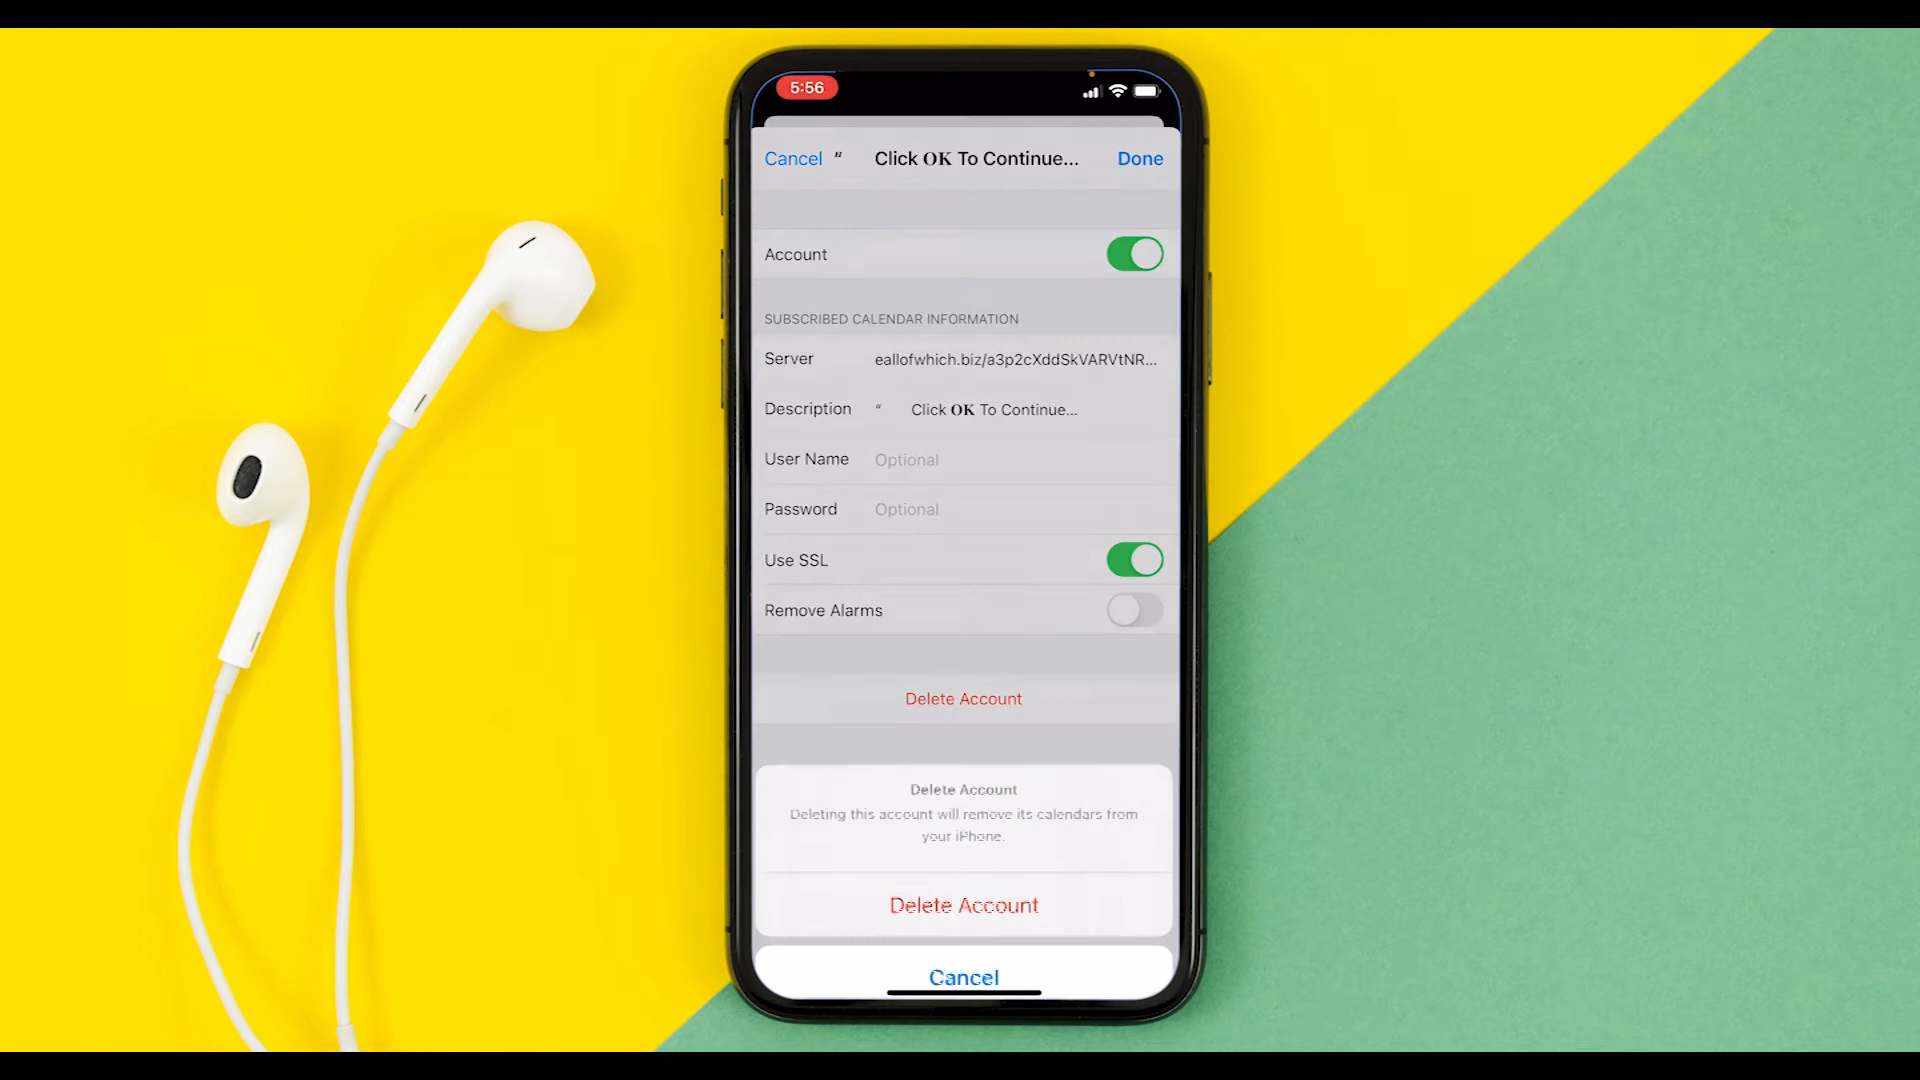 5:56
Cancel " Click OK To Continue... Done
Account
SUBSCRIBED CALENDAR INFORMATION
Server eallofwhich.biz/a3p2cXddSkVARVtNR...
Description " Click OK To Continue...
User Name Optional
Password Optional
Use SSL
Remove Alarms
Delete Account
Delete Account
Deleting this account will remove its calendars from
your iPhone.
Delete Account
Cancel